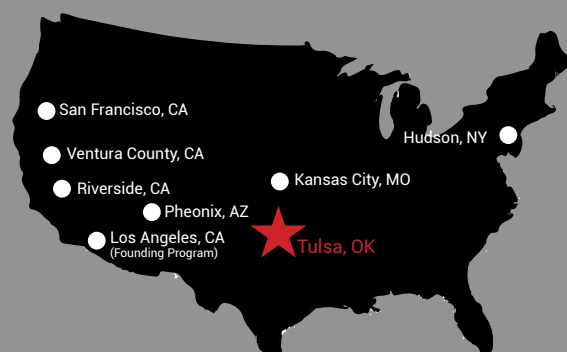 San Francisco, CA
Hudson, NY
Ventura County, CA
Kansas City, MO
Riverside, CA
Pheonix, AZ
Los Angeles, CA
(Founding Program)
Tulsa, OK